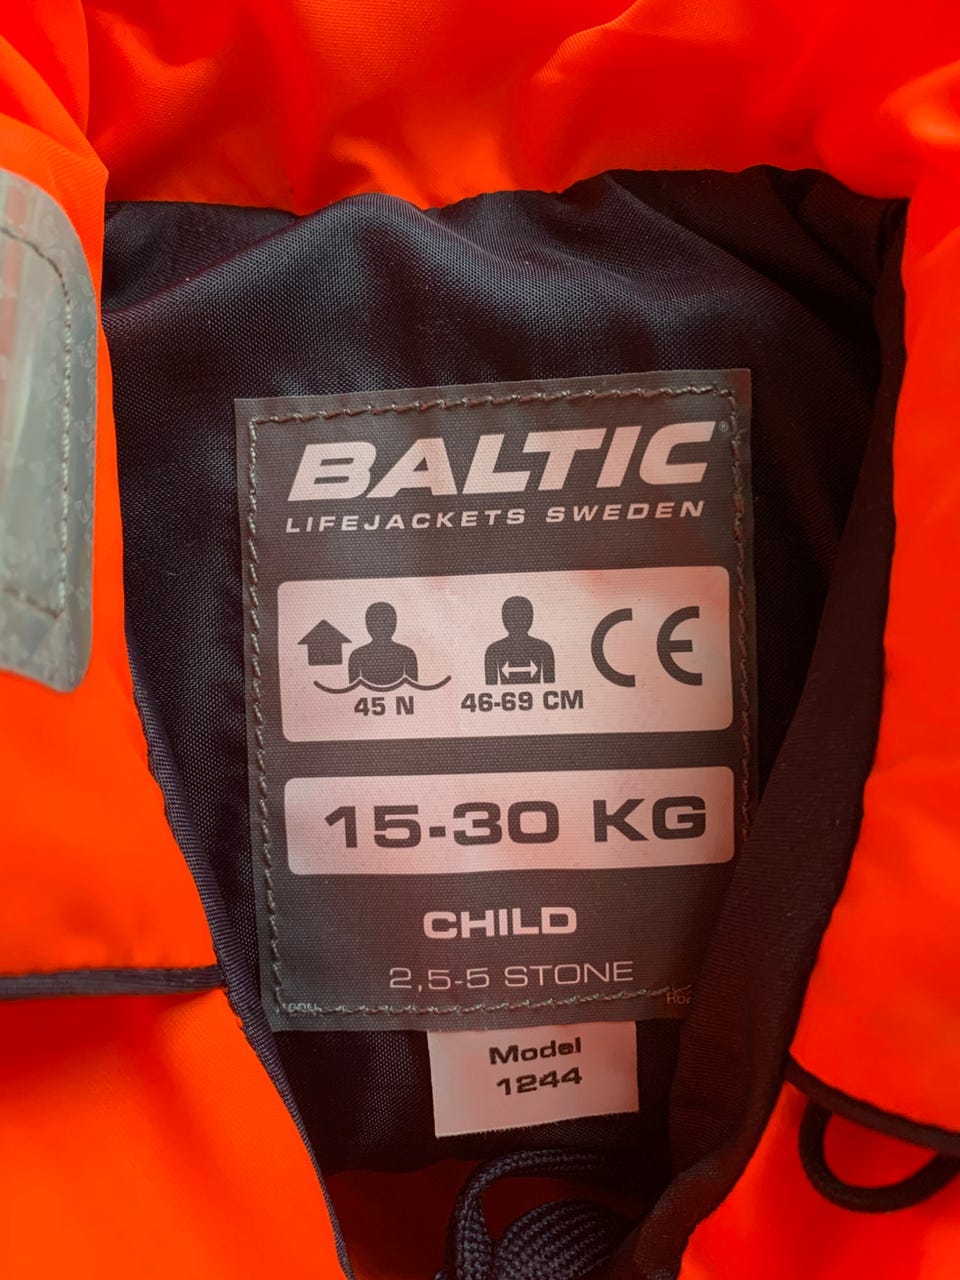 BALTIC®
LIFEJACKETS SWEDEN
45 N
46-69 CM
CE
15-30 KG
CHILD
2,5-5 STONE
Model
1244